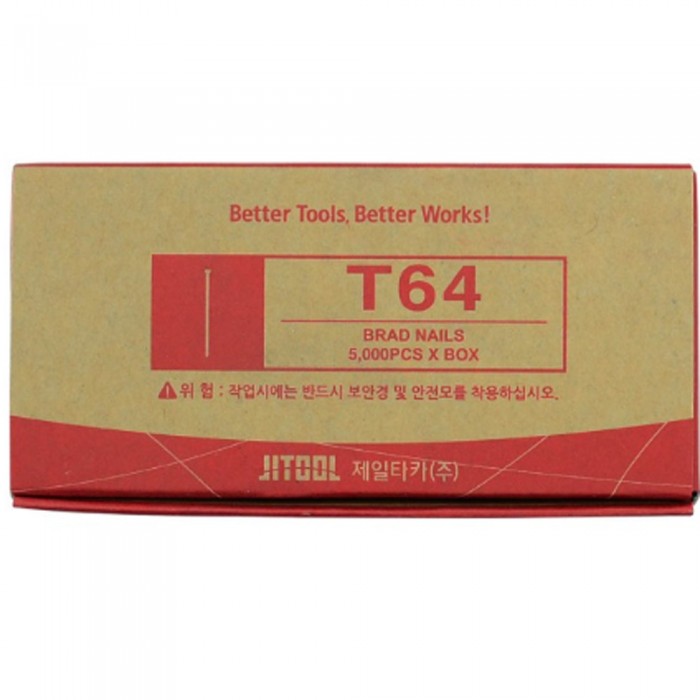 Better Tools, Better Works!
T64
BRAD NAILS
5,000PCS X BOX
⚠위 험 : 작업시에는 반드시 보안경 및 안전모를 착용하십시오.
JITOOL 제일타카(주)